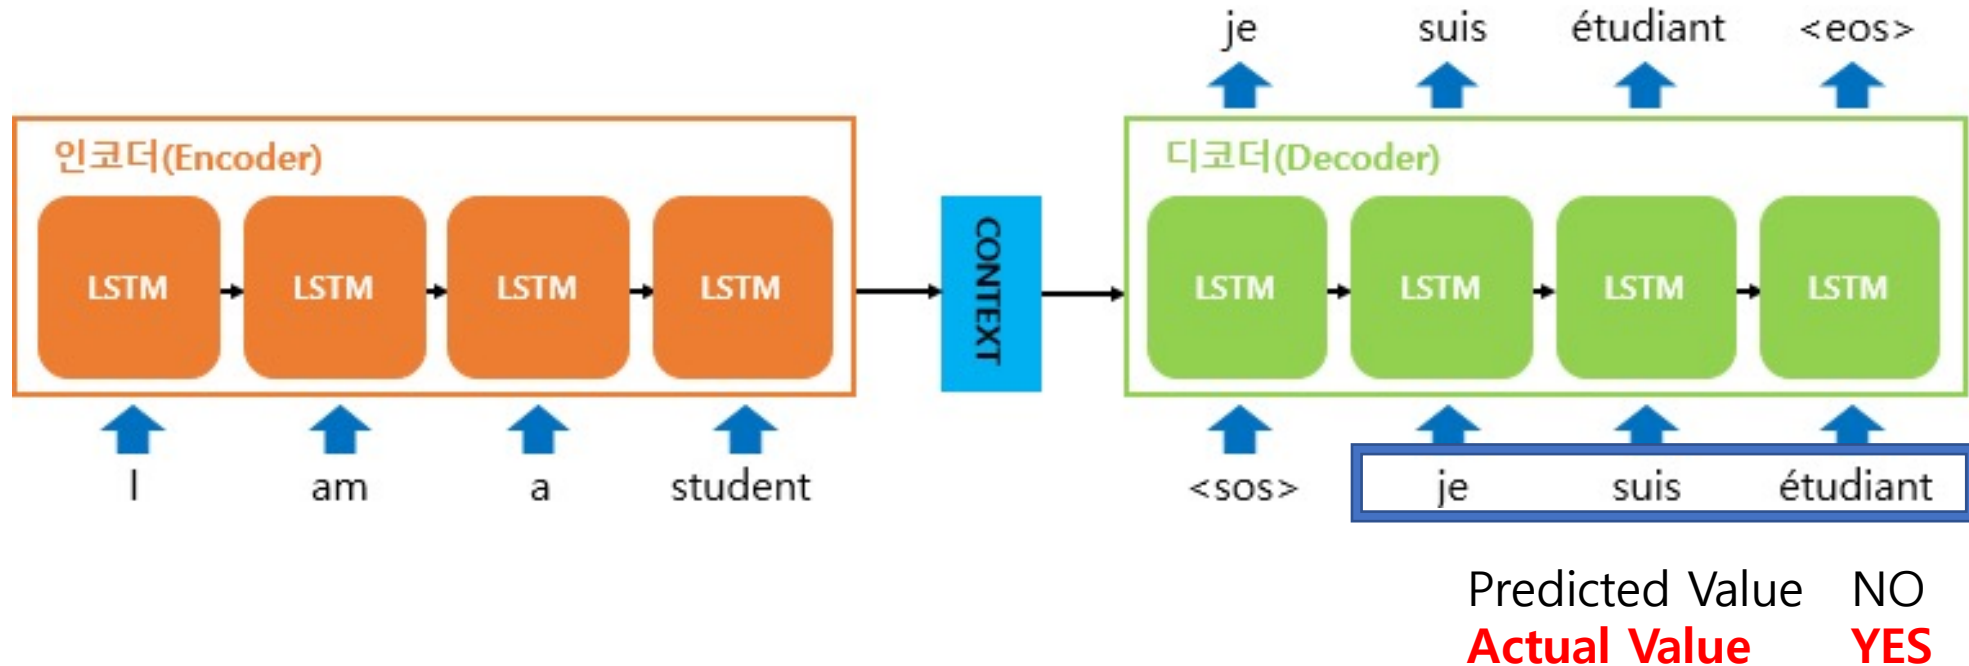 je suis étudiant <eos>
인코더(Encoder)
LSTM LSTM LSTM LSTM
I am a student
CONTEXT
디코더(Decoder)
LSTM LSTM LSTM LSTM
<sos> je suis étudiant
Predicted Value NO
Actual Value YES